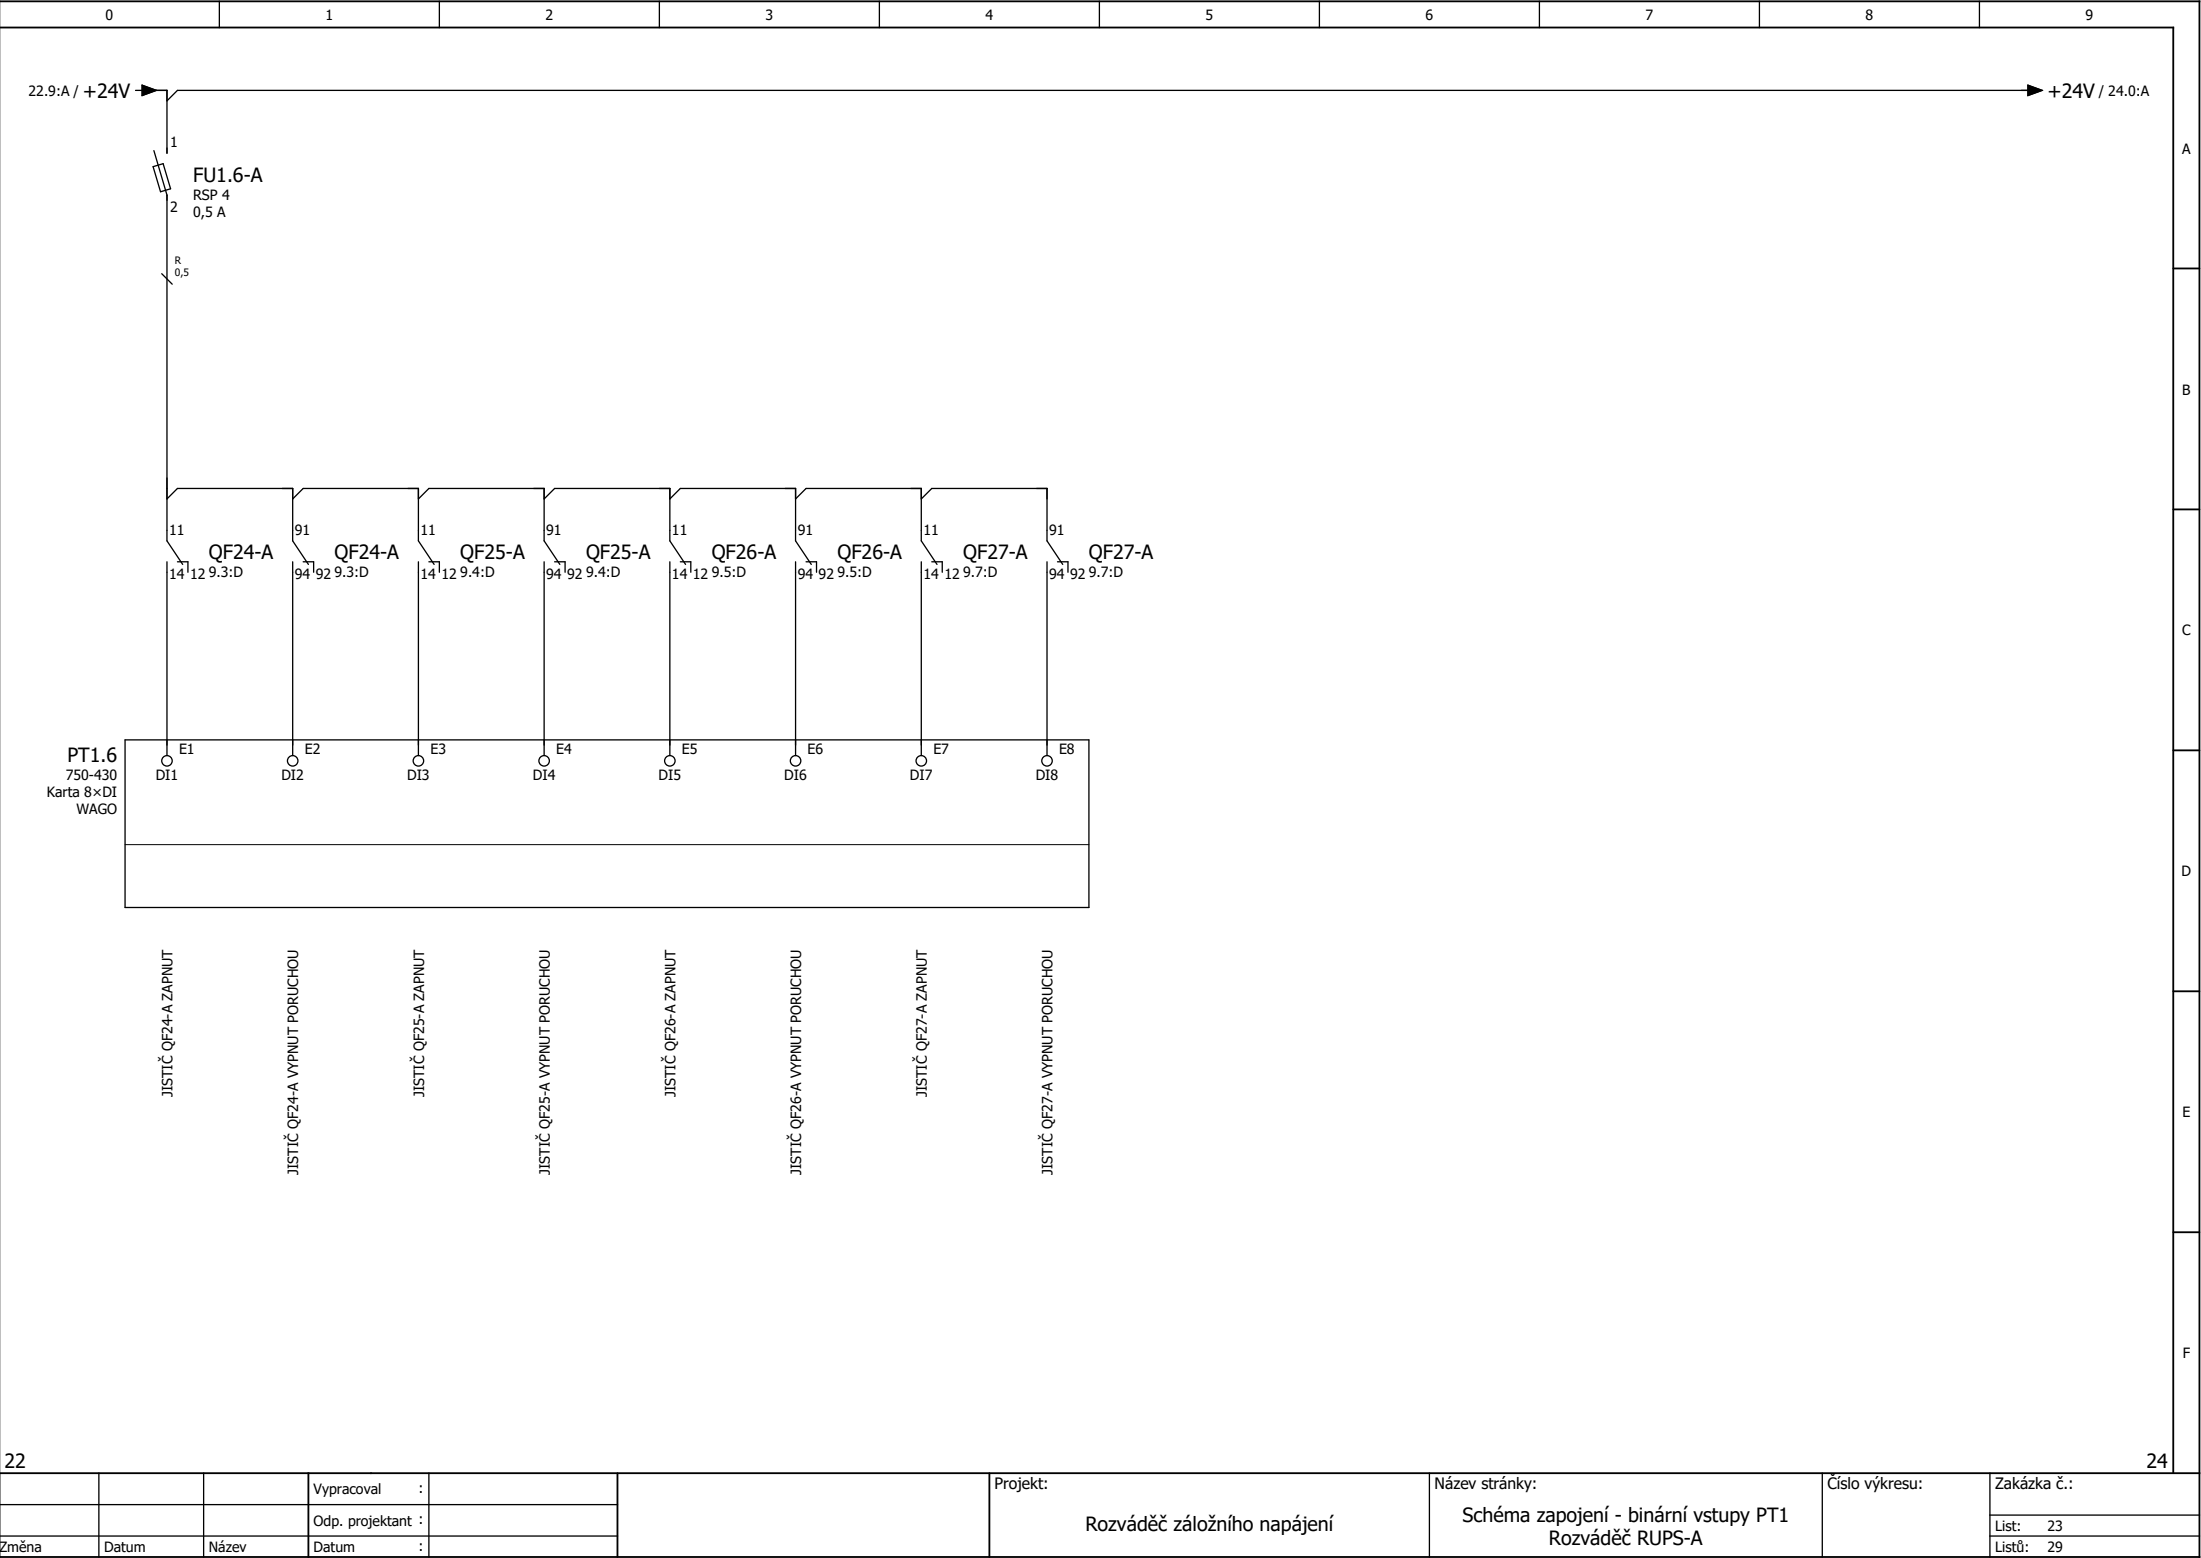 0 1 2 3 4 5 6 7 8 9
22.9:A / +24V
+24V / 24.0:A
1
FU1.6-A
RSP 4
2
0,5 A
R
0,5
A
B
C
D
E
F
11 91 11 91 11 91 11 91
QF24-A QF24-A QF25-A QF25-A QF26-A QF26-A QF27-A QF27-A
14 12 9.3:D 94 92 9.3:D 14 12 9.4:D 94 92 9.4:D 14 12 9.5:D 94 92 9.5:D 14 12 9.7:D 94 92 9.7:D
PT1.6
750-430
Karta 8×DI
WAGO
E1 E2 E3 E4 E5 E6 E7 E8
DI1 DI2 DI3 DI4 DI5 DI6 DI7 DI8
JISTIČ QF24-A ZAPNUT
JISTIČ QF24-A VYPNUT PORUCHOU
JISTIČ QF25-A ZAPNUT
JISTIČ QF25-A VYPNUT PORUCHOU
JISTIČ QF26-A ZAPNUT
JISTIČ QF26-A VYPNUT PORUCHOU
JISTIČ QF27-A ZAPNUT
JISTIČ QF27-A VYPNUT PORUCHOU
22
24
Vypracoval :
Odp. projektant :
Změna Datum Název Datum :
Projekt:
Rozváděč záložního napájení
Název stránky:
Schéma zapojení - binární vstupy PT1
Rozváděč RUPS-A
Číslo výkresu:
Zakázka č.:
List: 23
Listů: 29